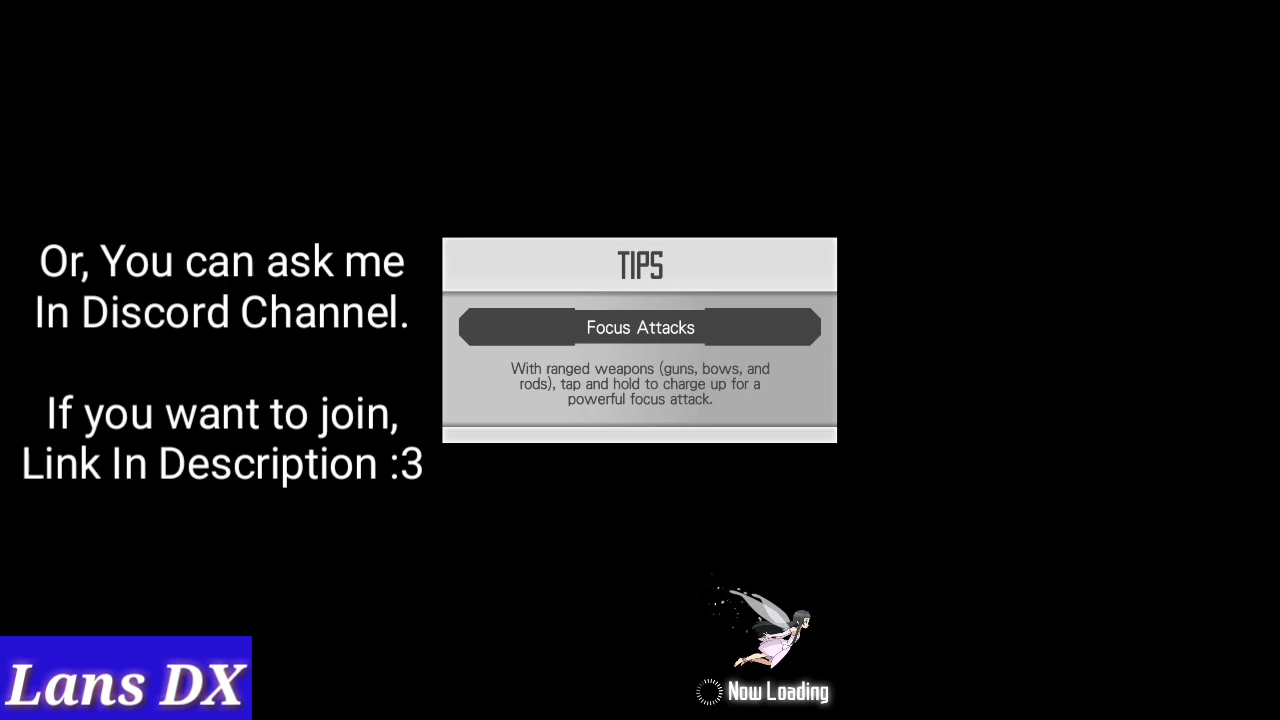 Or, You can ask me
In Discord Channel.
If you want to join,
Link In Description :3
TIPS
Focus Attacks
With ranged weapons (guns, bows, and
rods), tap and hold to charge up for a
powerful focus attack.
Now Loading
Lans DX